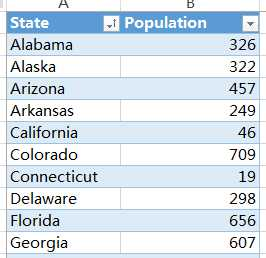 A B
State Population
Alabama 326
Alaska 322
Arizona 457
Arkansas 249
California 46
Colorado 709
Connecticut 19
Delaware 298
Florida 656
Georgia 607